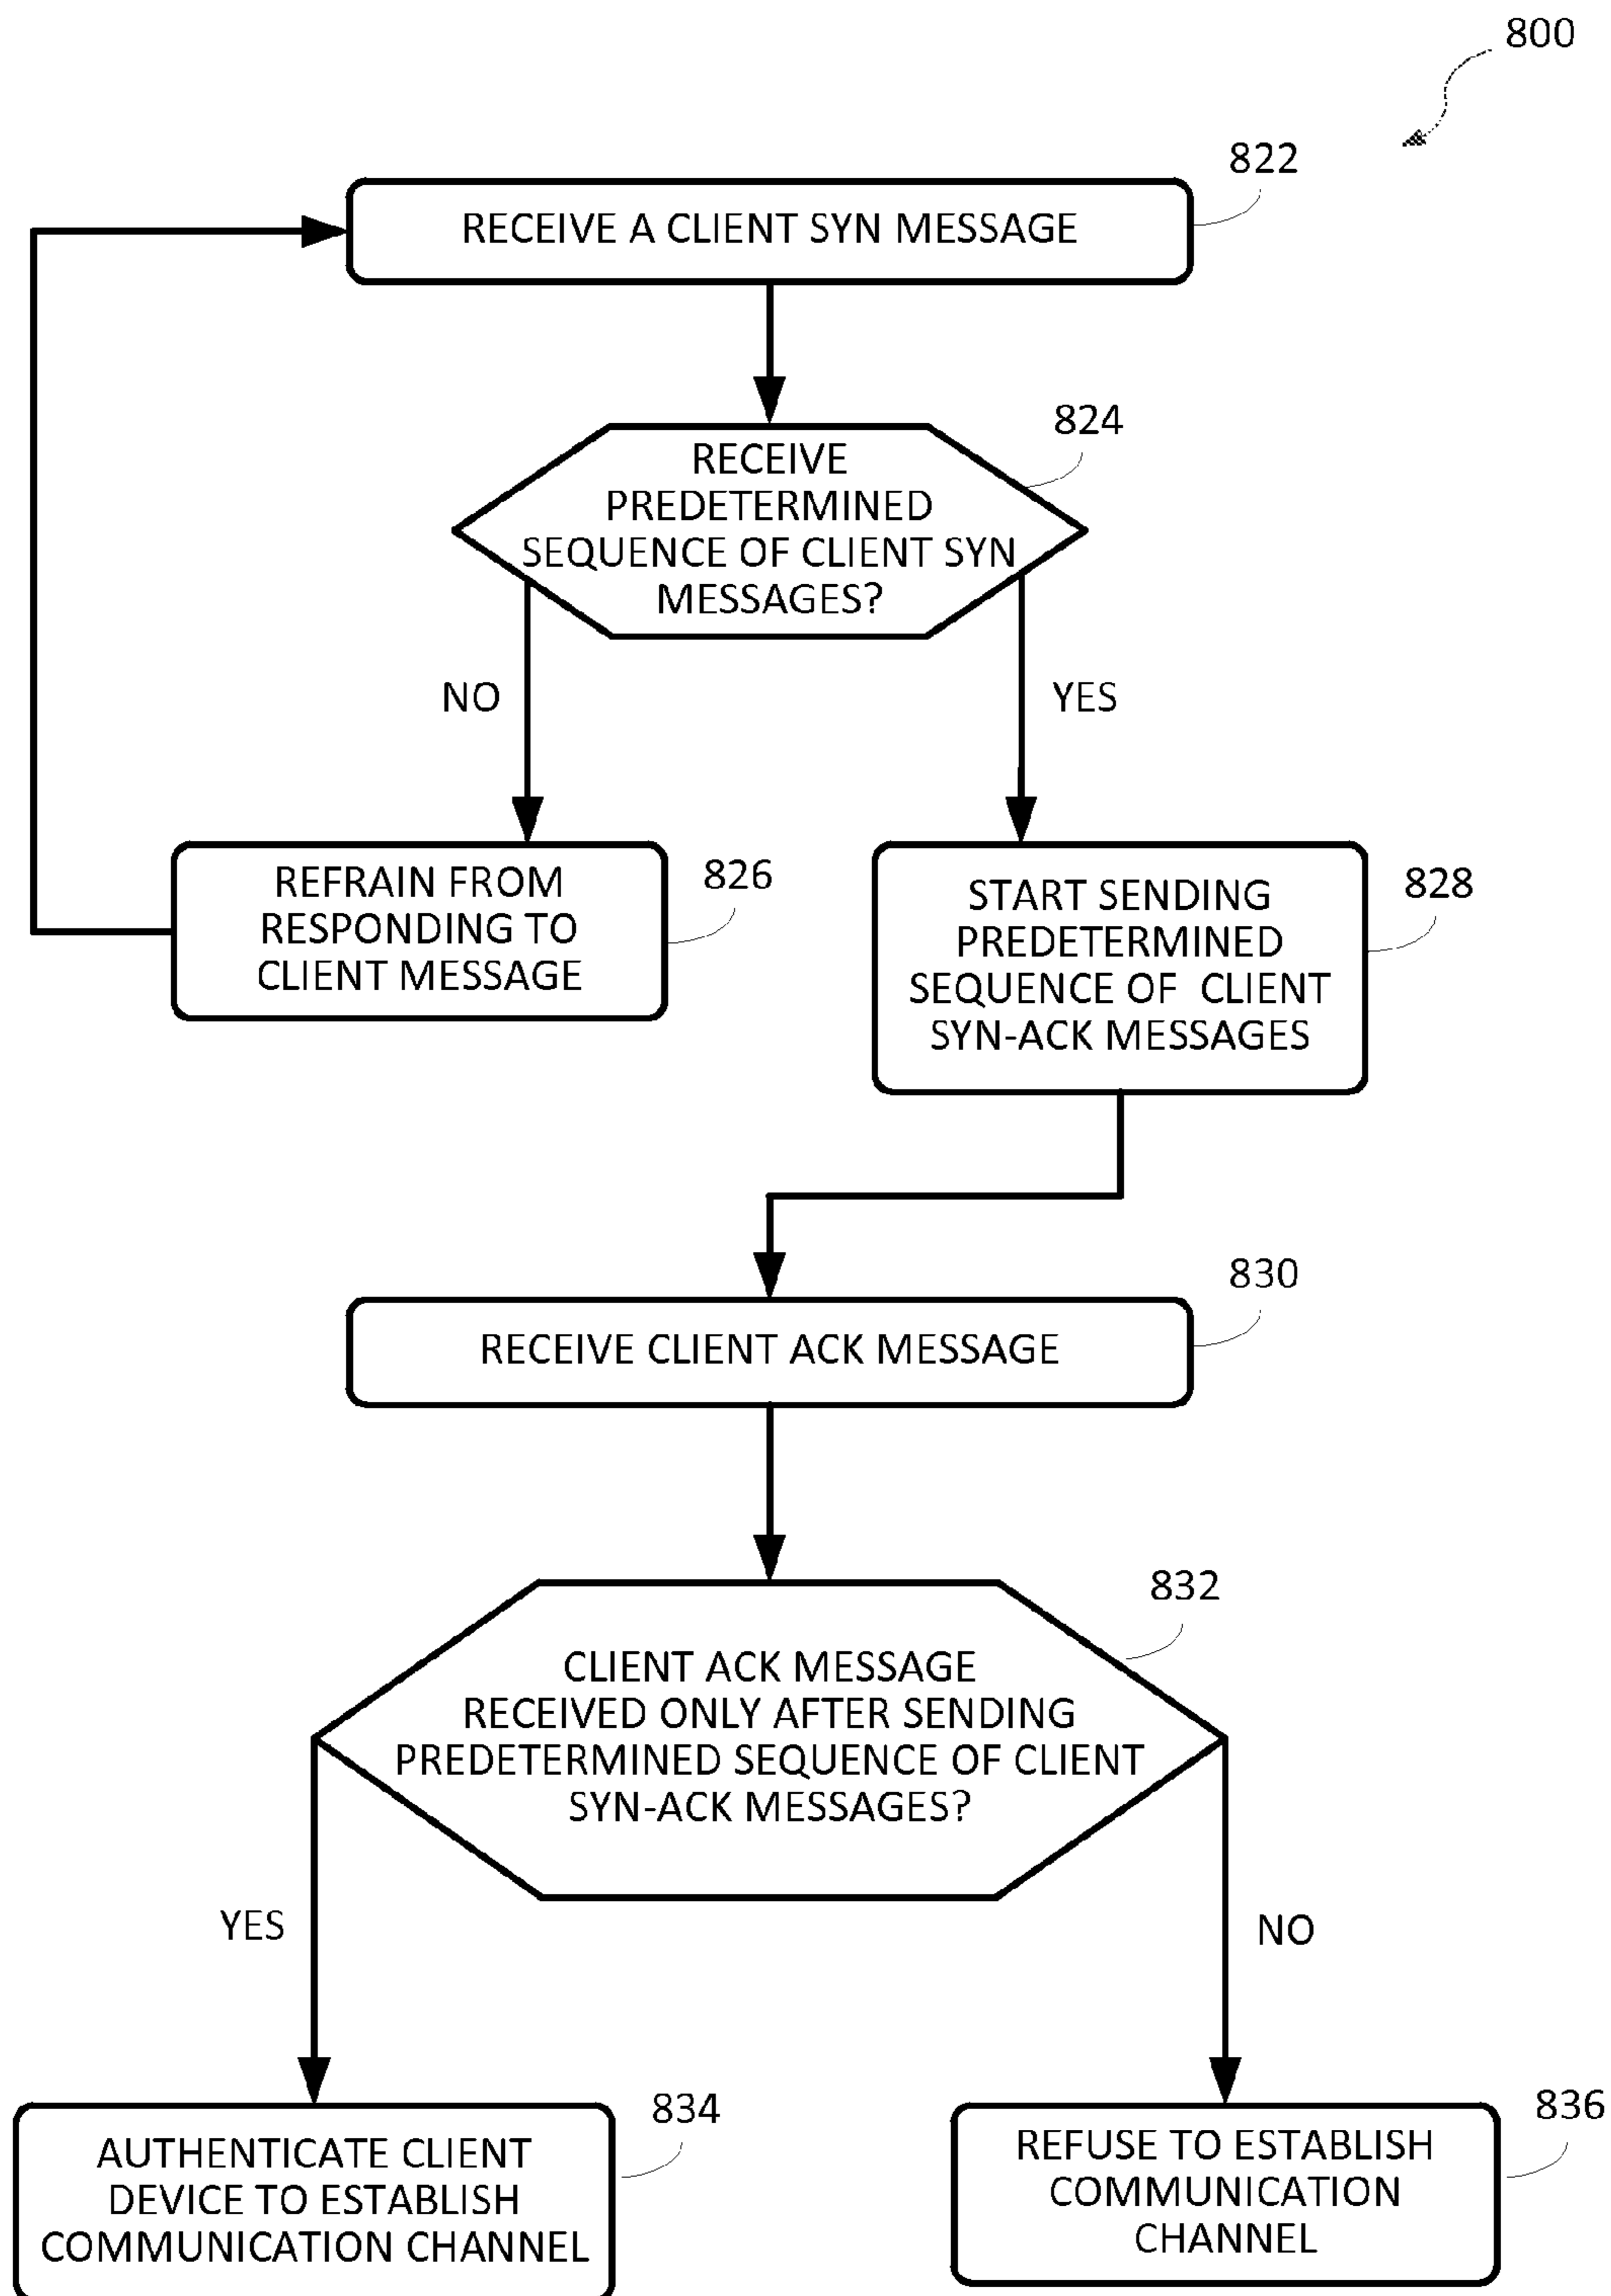 800
822
RECEIVE A CLIENT SYN MESSAGE
824
RECEIVE
PREDETERMINED
SEQUENCE OF CLIENT SYN
MESSAGES?
NO
YES
REFRAIN FROM
RESPONDING TO
CLIENT MESSAGE
826
START SENDING
PREDETERMINED
SEQUENCE OF CLIENT
SYN-ACK MESSAGES
828
830
RECEIVE CLIENT ACK MESSAGE
832
CLIENT ACK MESSAGE
RECEIVED ONLY AFTER SENDING
PREDETERMINED SEQUENCE OF CLIENT
SYN-ACK MESSAGES?
YES
NO
834
AUTHENTICATE CLIENT
DEVICE TO ESTABLISH
COMMUNICATION CHANNEL
836
REFUSE TO ESTABLISH
COMMUNICATION
CHANNEL